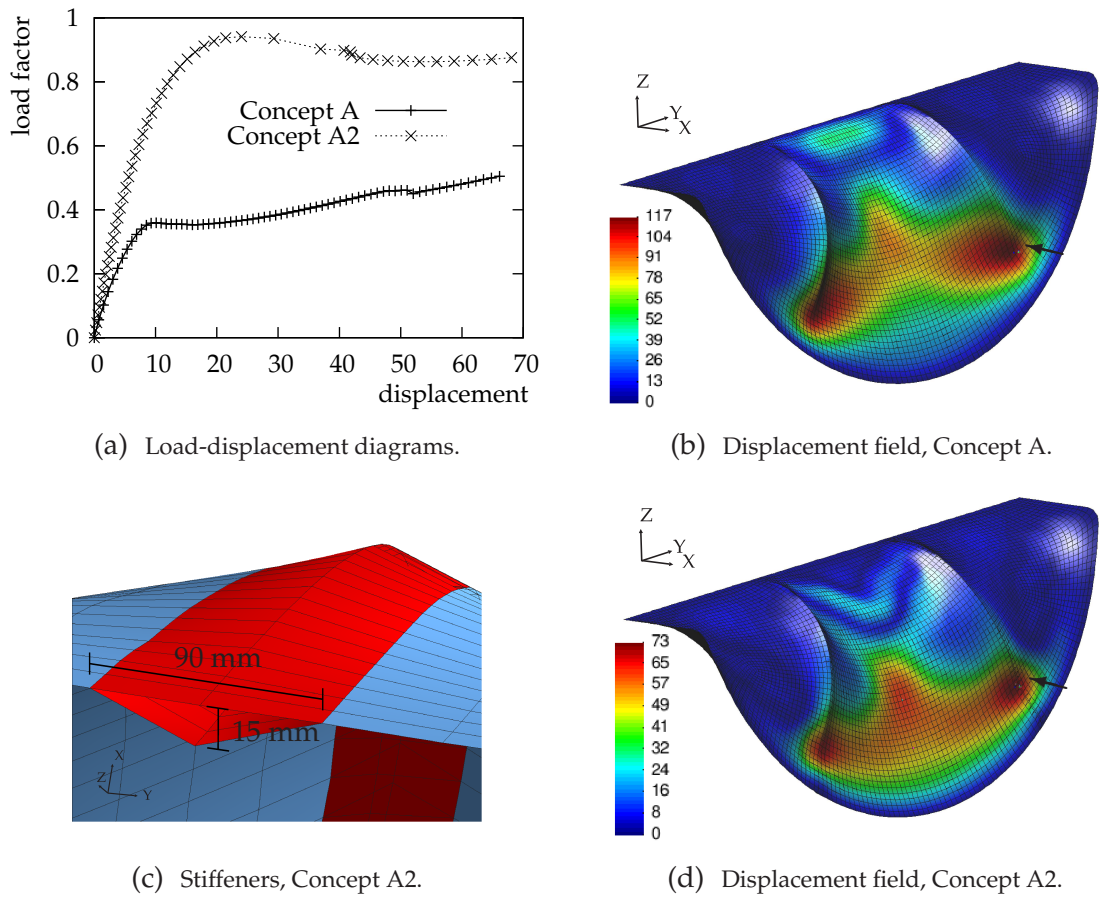 load factor
1
0.8
0.6
0.4
0.2
0
Concept A
Concept A2
0 10 20 30 40 50 60 70
displacement
(a) Load-displacement diagrams.
Z
Y
X
117
104
91
78
65
52
39
26
13
0
(b) Displacement field, Concept A.
90 mm
15 mm
X
Z
Y
(c) Stiffeners, Concept A2.
Z
Y
X
73
65
57
49
41
32
24
16
8
0
(d) Displacement field, Concept A2.